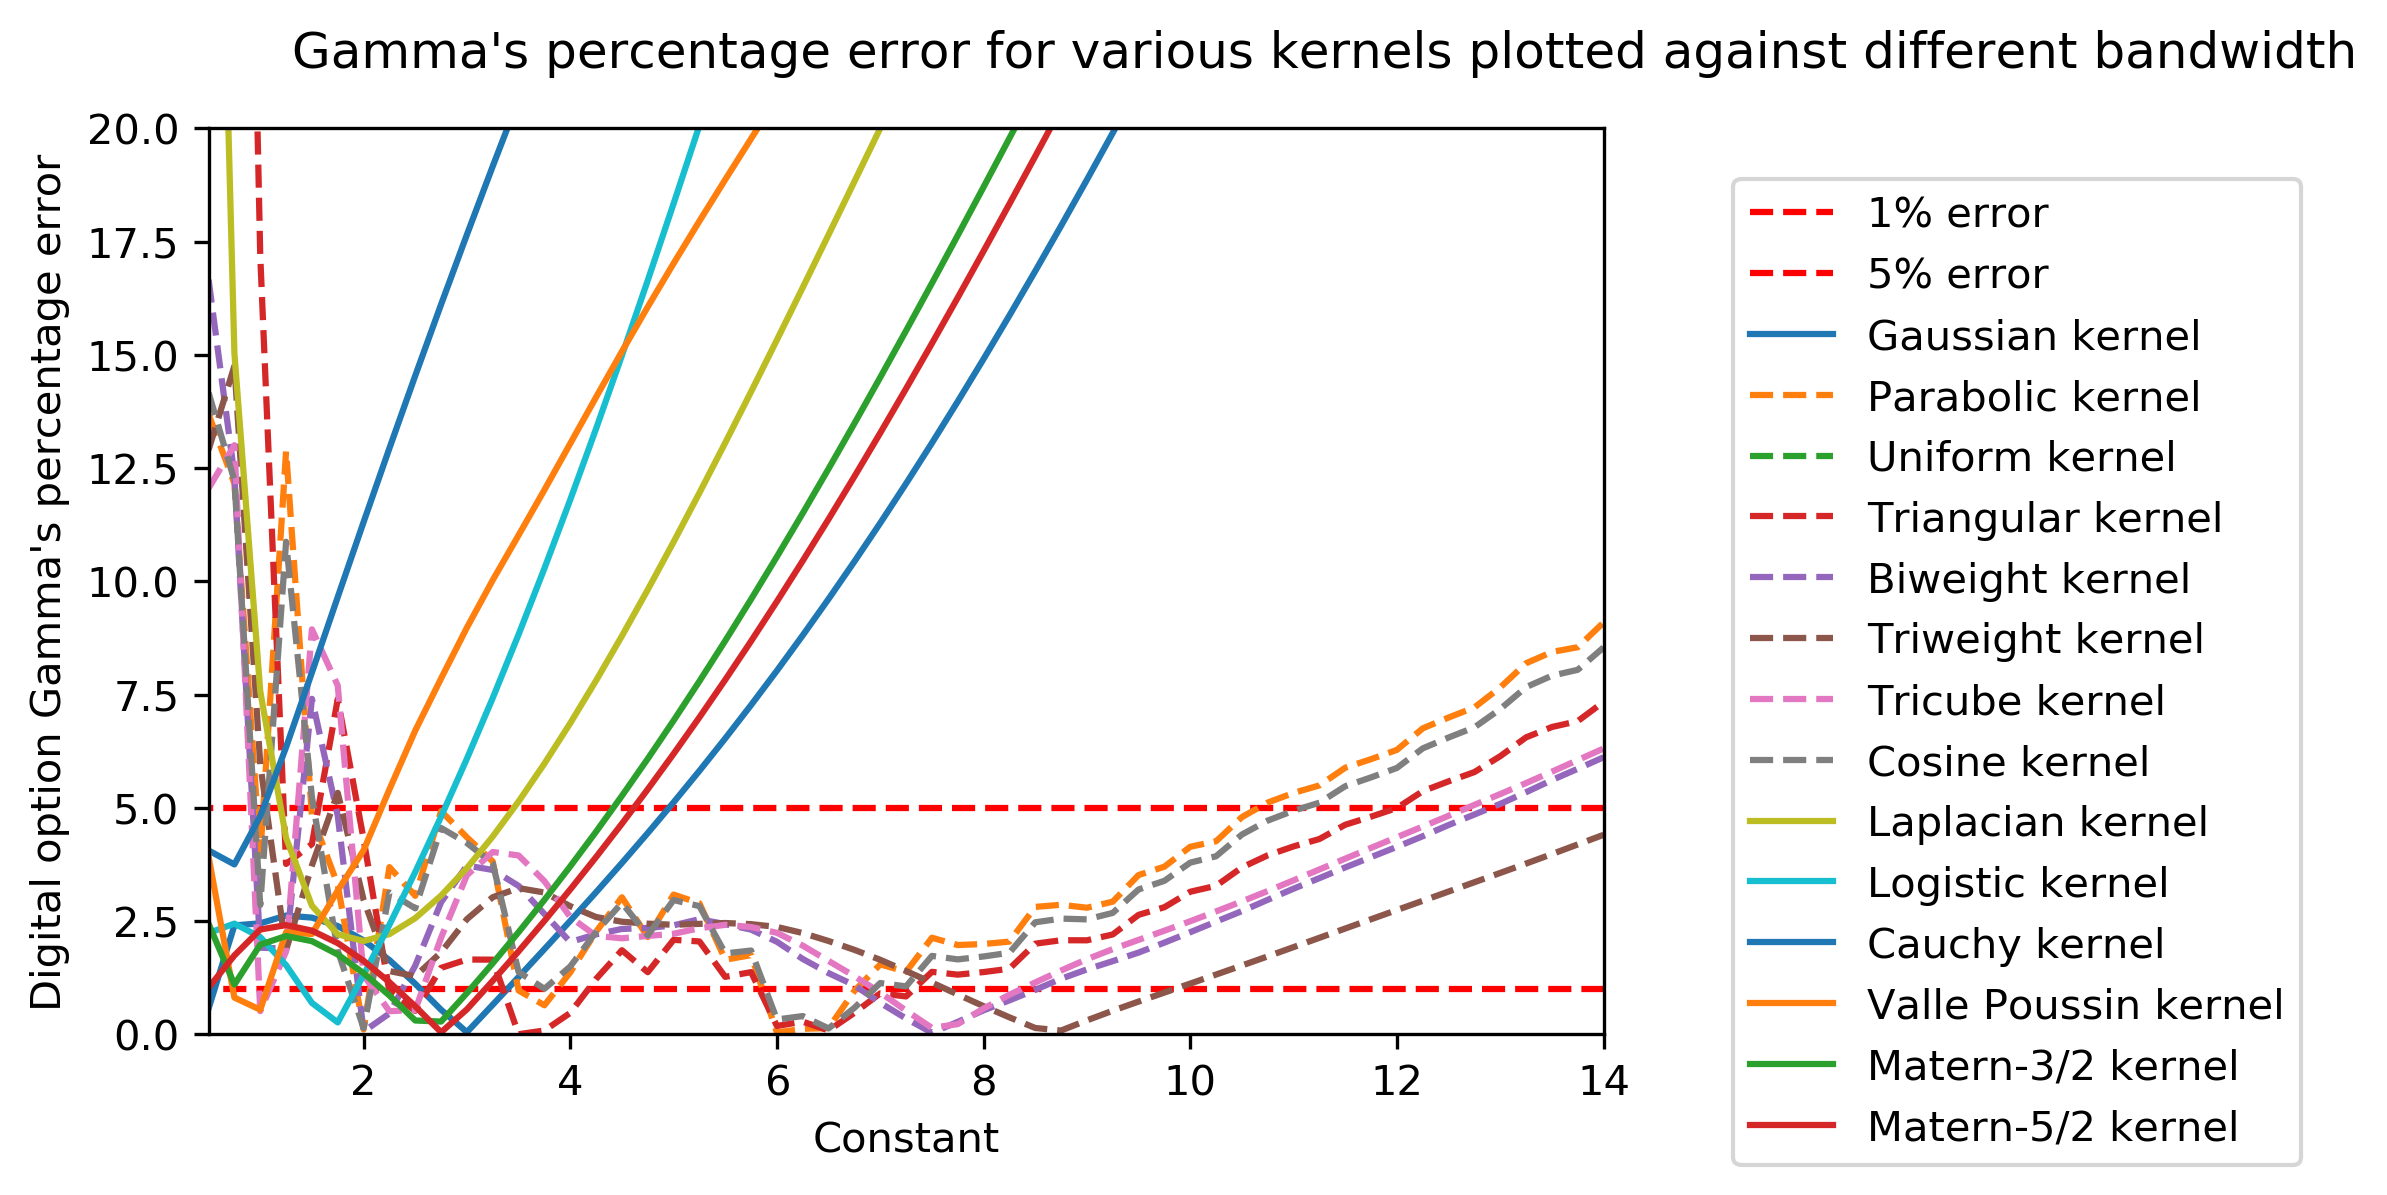 Gamma's percentage error for various kernels plotted against different bandwidth
Digital option Gamma's percentage error
20.0
17.5
15.0
12.5
10.0
7.5
5.0
2.5
0.0
2 4 6 8 10 12 14
Constant
1% error
5% error
Gaussian kernel
Parabolic kernel
Uniform kernel
Triangular kernel
Biweight kernel
Triweight kernel
Tricube kernel
Cosine kernel
Laplacian kernel
Logistic kernel
Cauchy kernel
Valle Poussin kernel
Matern-3/2 kernel
Matern-5/2 kernel